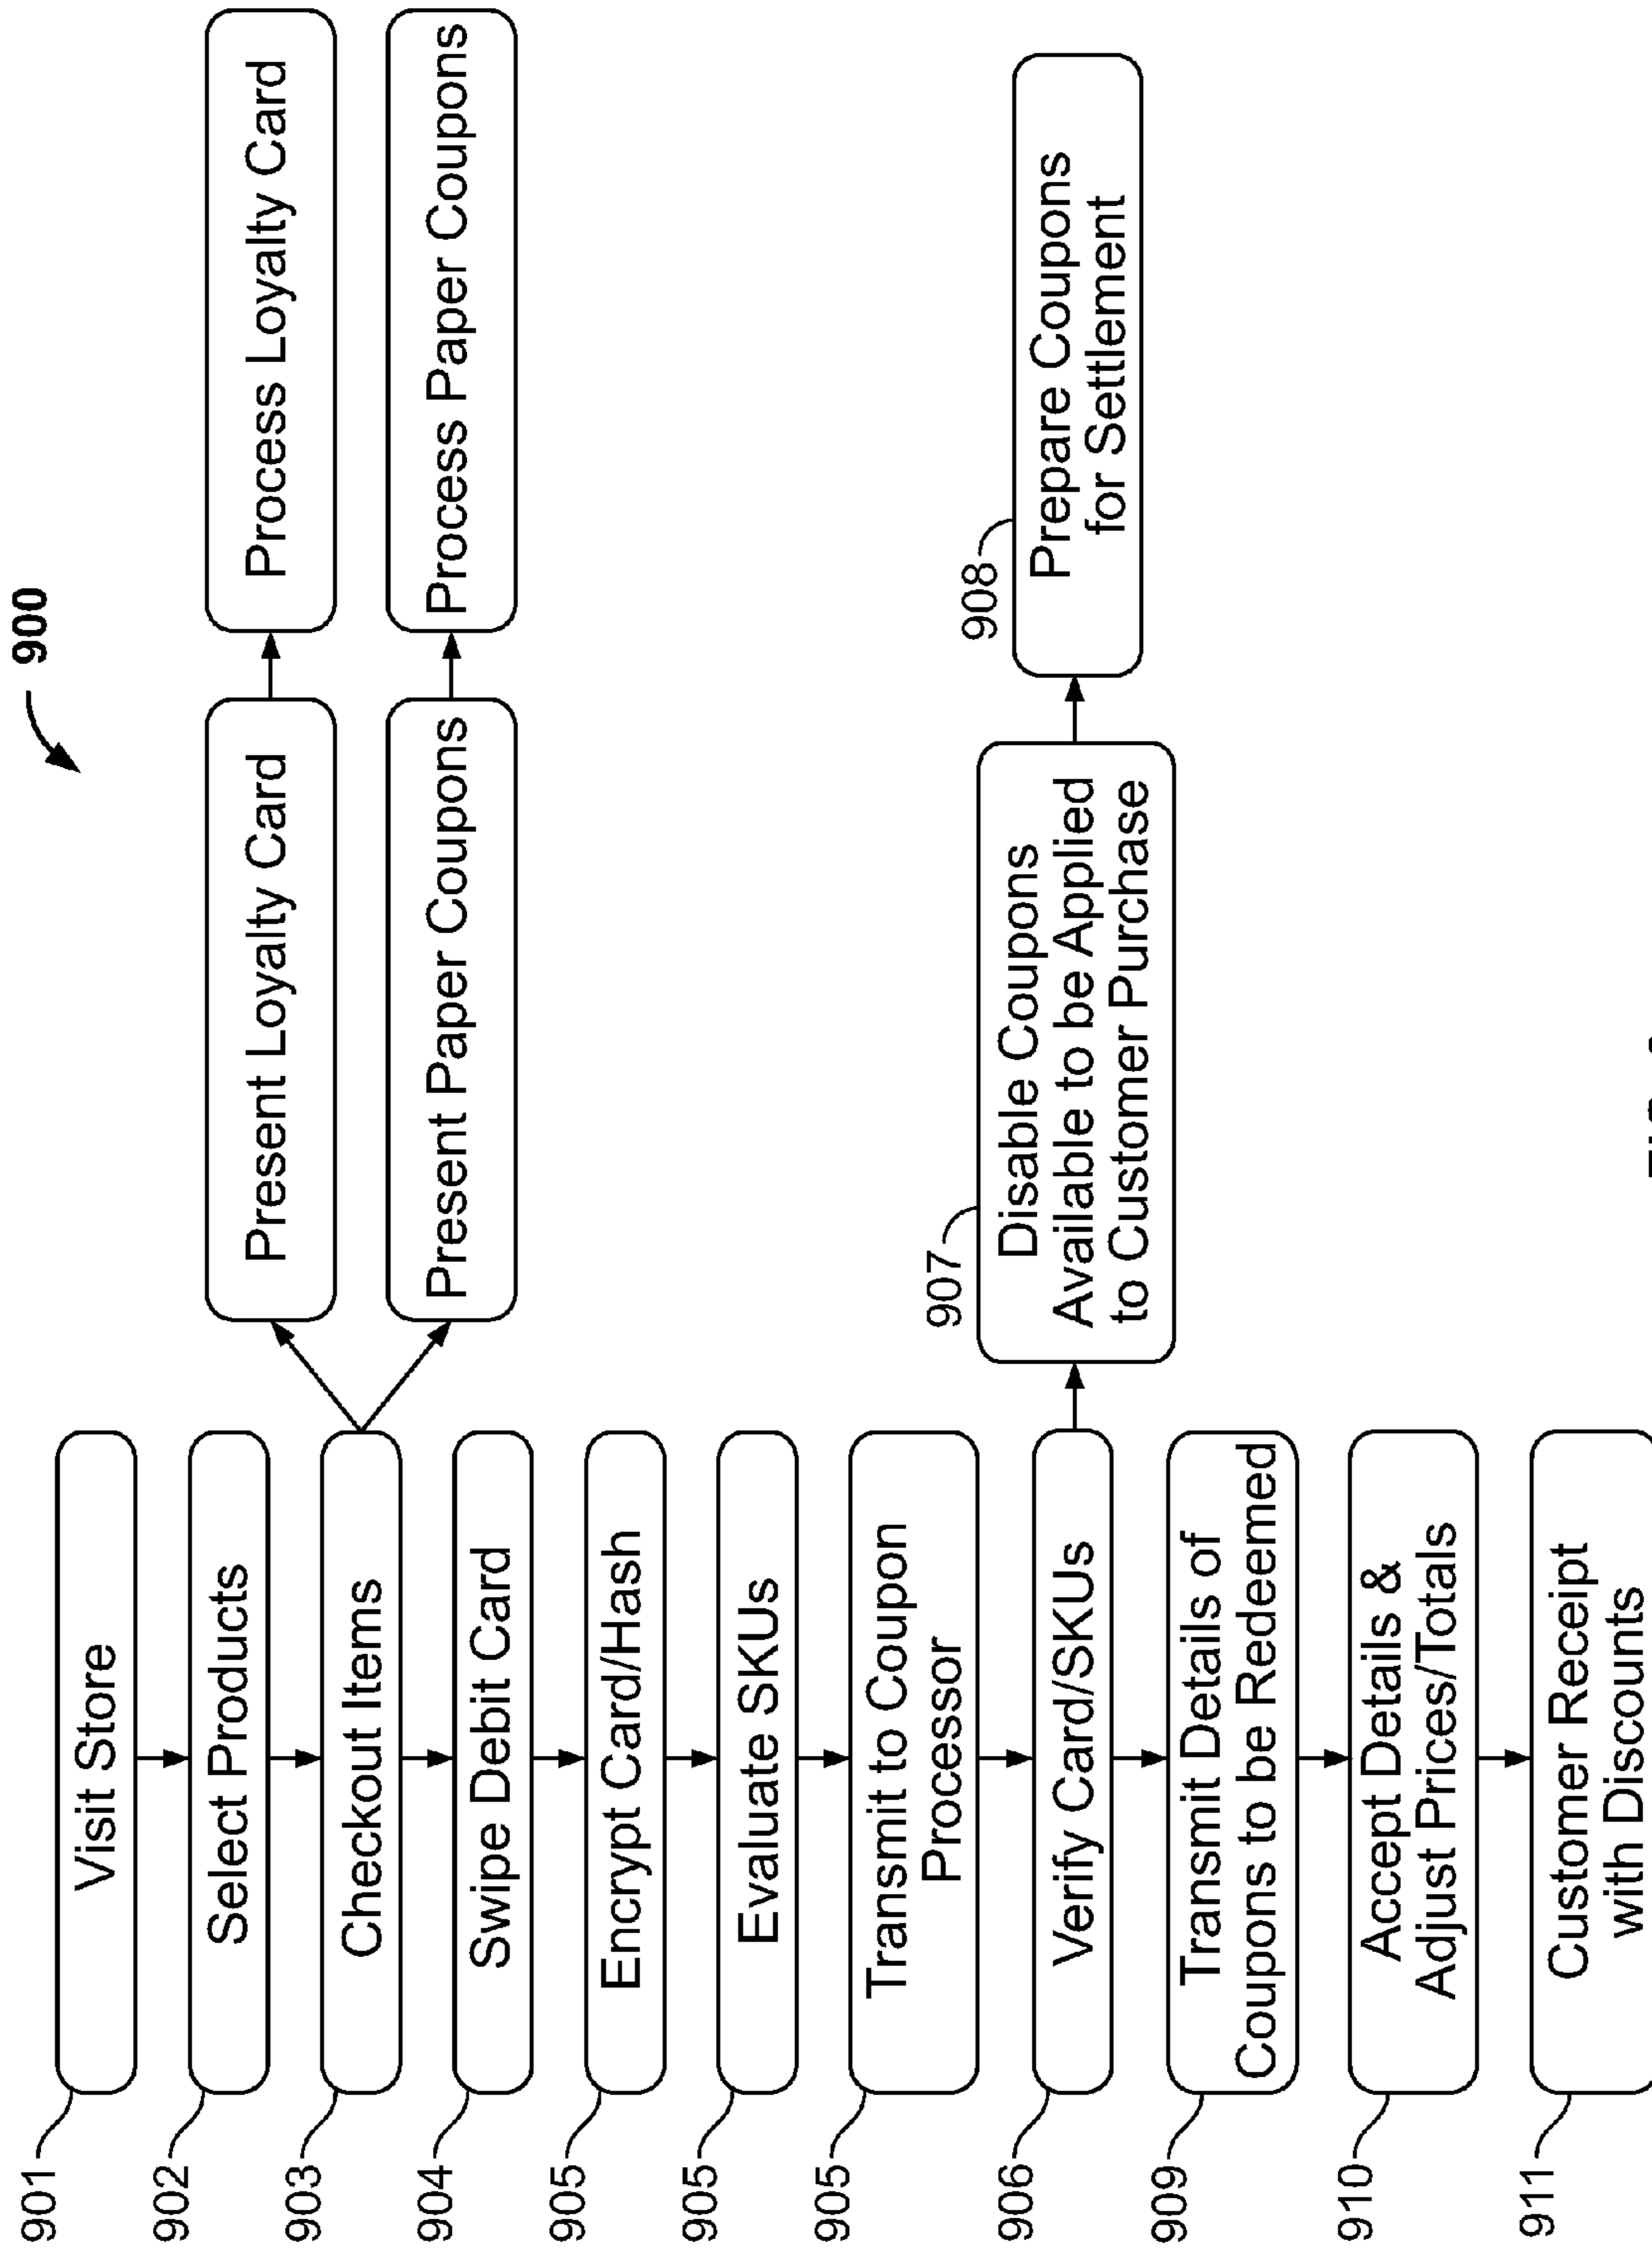 900
901
Visit Store
902
Select Products
903
Checkout Items
Present Loyalty Card
Process Loyalty Card
Present Paper Coupons
Process Paper Coupons
904
Swipe Debit Card
905
Encrypt Card/Hash
905
Evaluate SKUs
905
Transmit to Coupon
Processor
906
Verify Card/SKUs
907
Disable Coupons
Available to be Applied
to Customer Purchase
908
Prepare Coupons
for Settlement
909
Transmit Details of
Coupons to be Redeemed
910
Accept Details &
Adjust Prices/Totals
911
Customer Receipt
with Discounts